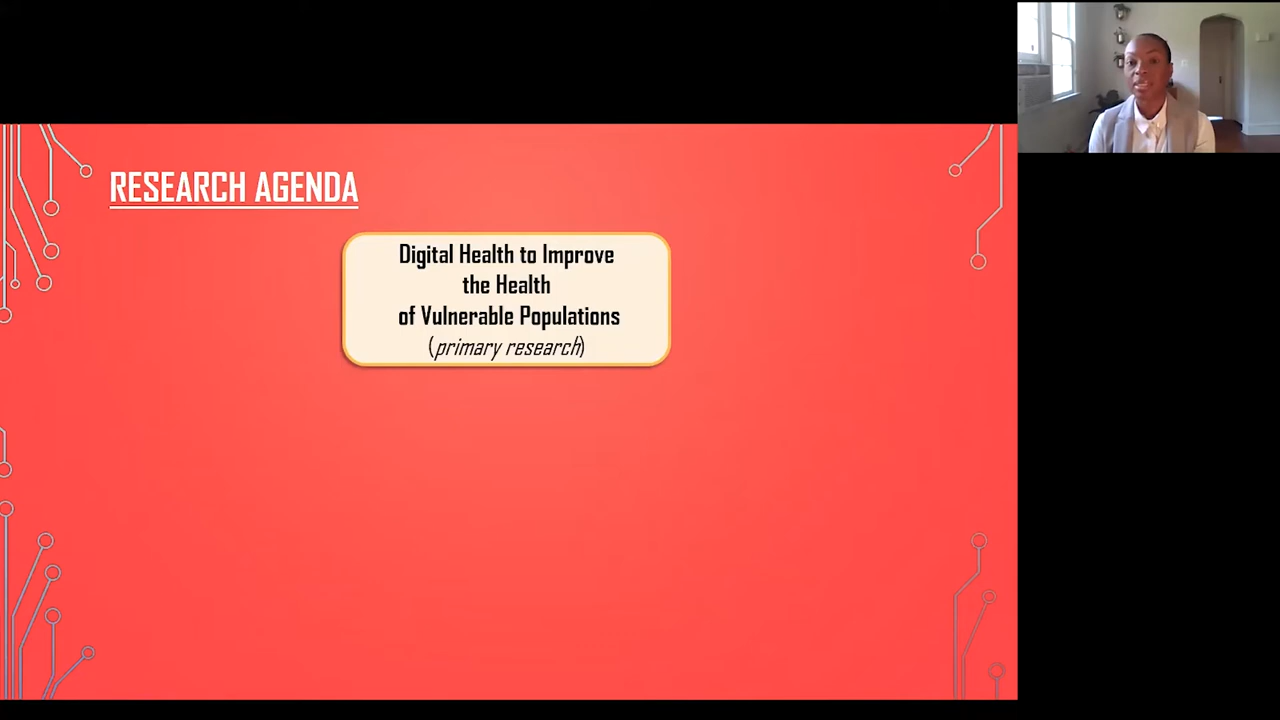 RESEARCH AGENDA
Digital Health to Improve
the Health
of Vulnerable Populations
(primary research)